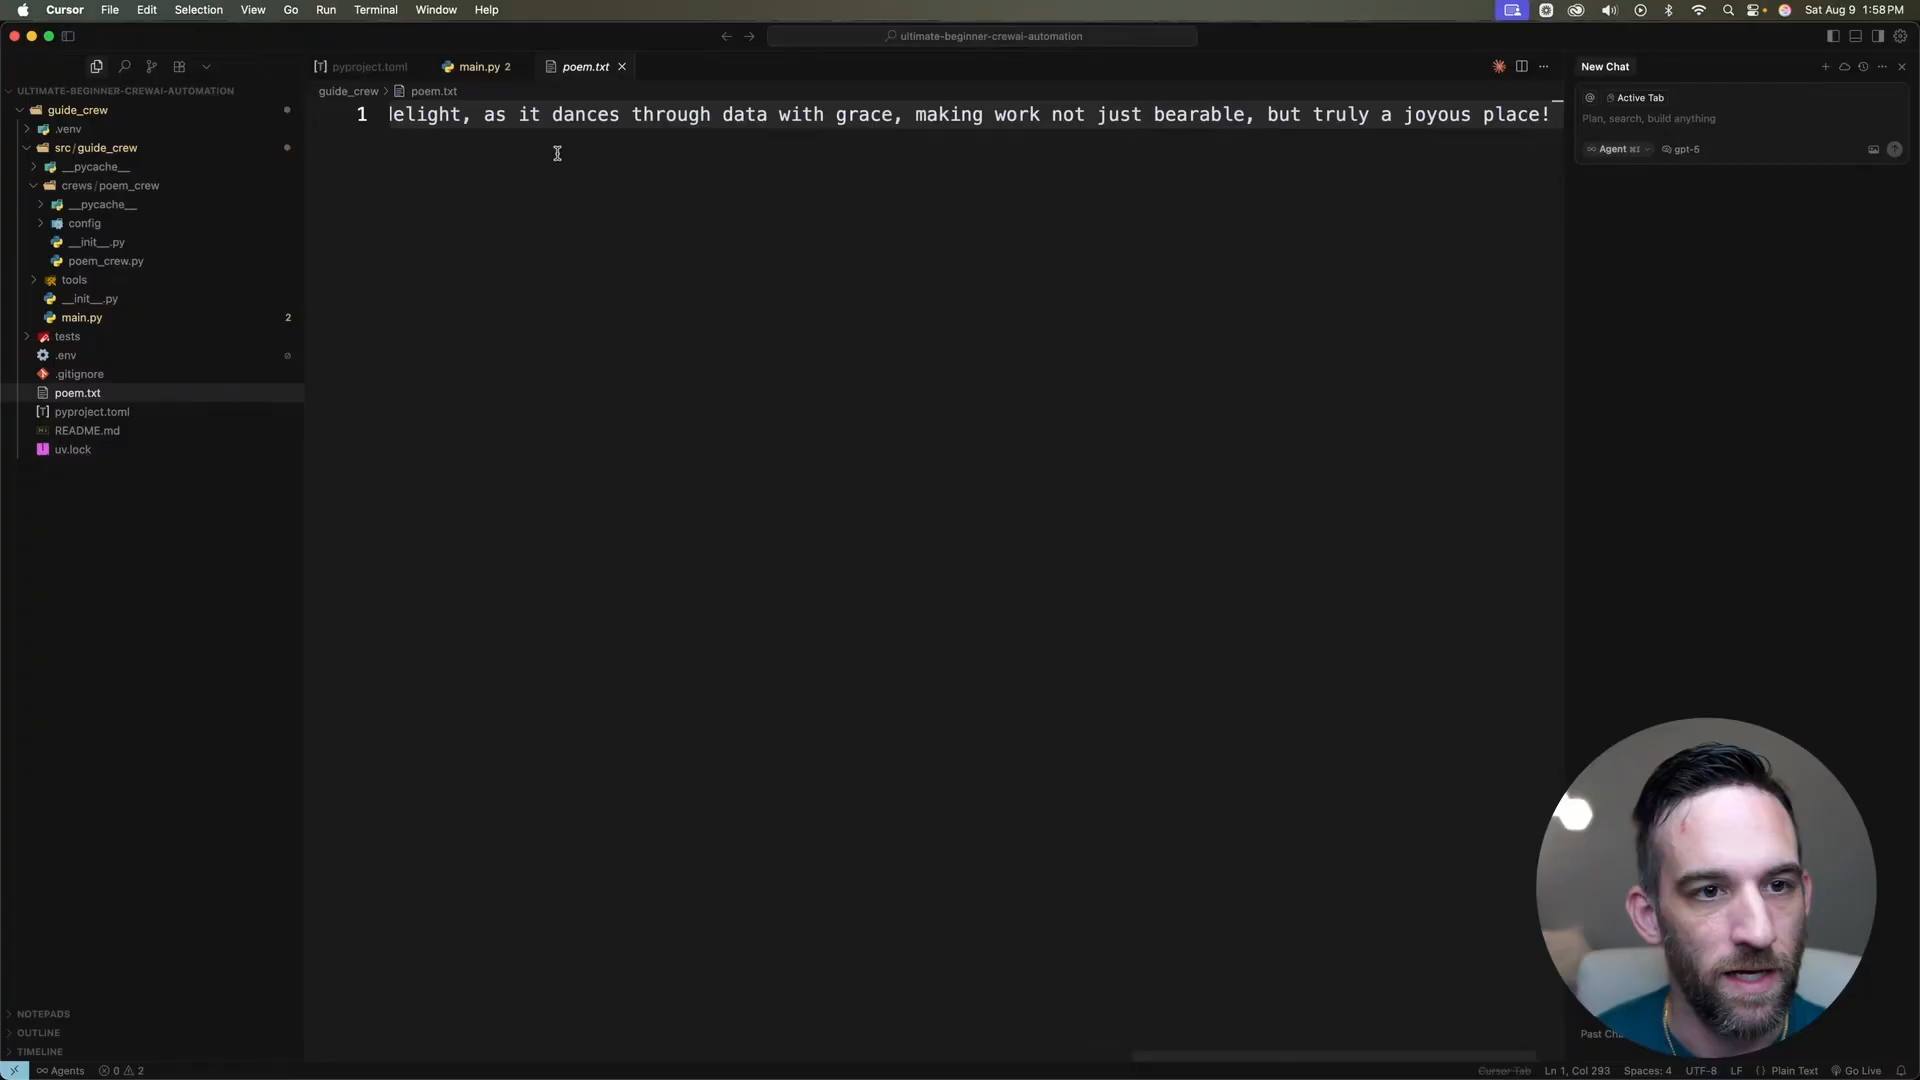 Cursor File Edit Selection View Go Run Terminal Window Help Sat Aug 9 1:58 PM
ultimate-beginner-crewai-automation
pyproject.toml main.py 2 poem.txt
New Chat
ULTIMATE-BEGINNER-CREWAI-AUTOMATION
guide_crew > poem.txt
1 elight, as it dances through data with grace, making work not just bearable, but truly a joyous place!
@ Active Tab
Plan, search, build anything
Agent ⌘I gpt-5
guide_crew
.venv
src/guide_crew
__pycache__
crews/poem_crew
__pycache__
config
__init__.py
poem_crew.py
tools
__init__.py
main.py 2
tests
.env
.gitignore
poem.txt
pyproject.toml
README.md
uv.lock
NOTEPADS
OUTLINE
TIMELINE
Past
Agents 0 2 Cursor Tab Ln 1, Col 293 Spaces: 4 UTF-8 LF {} Plain Text Go Live